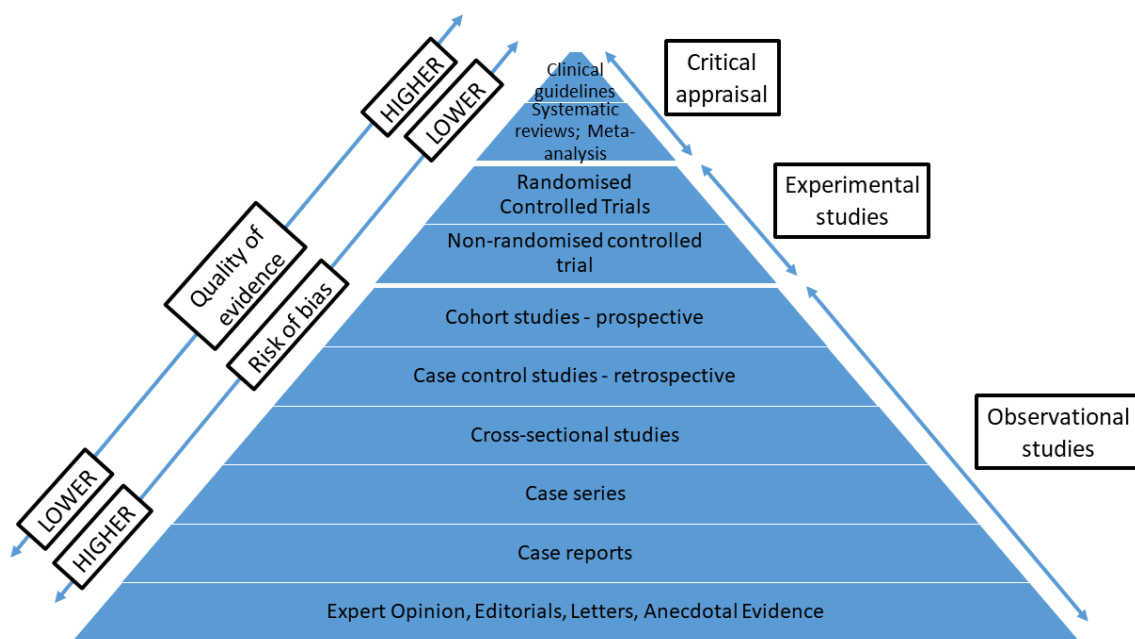 HIGHER
LOWER
Quality of
evidence
Risk of bias
LOWER
HIGHER
Clinical
guidelines
Systematic
reviews; Meta-
analysis
Randomised
Controlled Trials
Non-randomised controlled
trial
Cohort studies - prospective
Case control studies - retrospective
Cross-sectional studies
Case series
Case reports
Expert Opinion, Editorials, Letters, Anecdotal Evidence
Critical
appraisal
Experimental
studies
Observational
studies